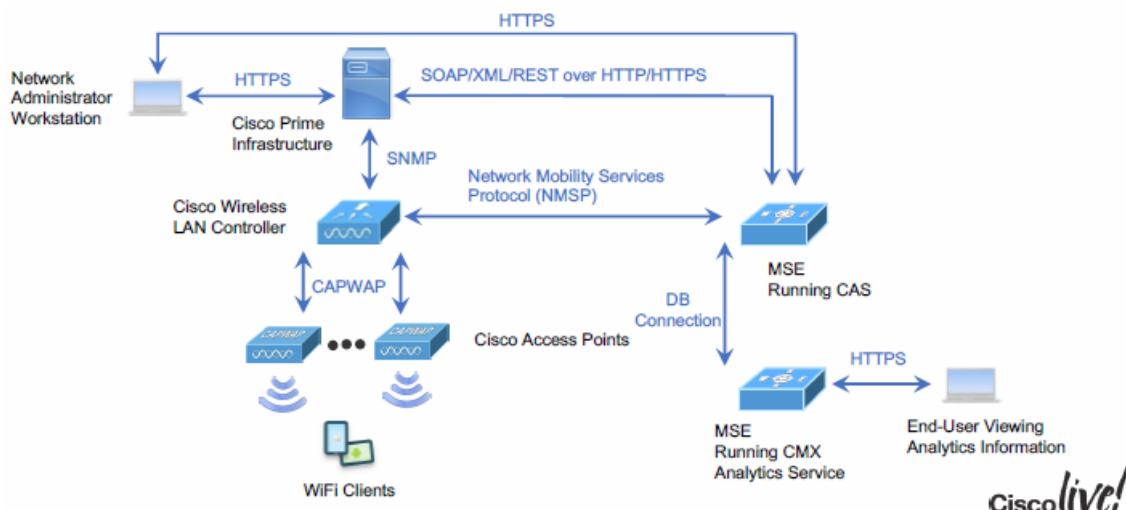 HTTPS
Network
Administrator
Workstation
HTTPS
SOAP/XML/REST over HTTP/HTTPS
Cisco Prime
Infrastructure
SNMP
Network Mobility Services
Protocol (NMSP)
Cisco Wireless
LAN Controller
MSE
Running CAS
CAPWAP
DB
Connection
CAPWAP
CAPWAP
Cisco Access Points
HTTPS
MSE
Running CMX
Analytics Service
End-User Viewing
Analytics Information
WiFi Clients
Cisco live!